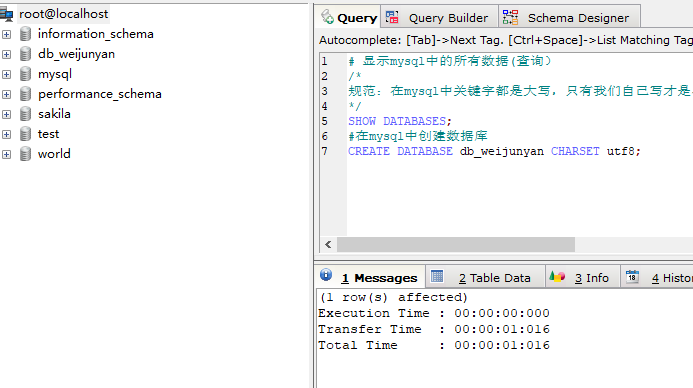 root@localhost
information_schema
db_weijunyan
mysql
performance_schema
sakila
test
world
Query Query Builder Schema Designer
Autocomplete: [Tab]->Next Tag. [Ctrl+Space]->List Matching Tag
1 # 显示mysql中的所有数据(查询)
2 /*
3 规范: 在mysql中关键字都是大写, 只有我们自己写才是
4 */
5 SHOW DATABASES;
6 #在mysql中创建数据库
7 CREATE DATABASE db_weijunyan CHARSET utf8;
1 Messages 2 Table Data 3 Info 4 Histo
(1 row(s) affected)
Execution Time : 00:00:00:000
Transfer Time : 00:00:01:016
Total Time : 00:00:01:016